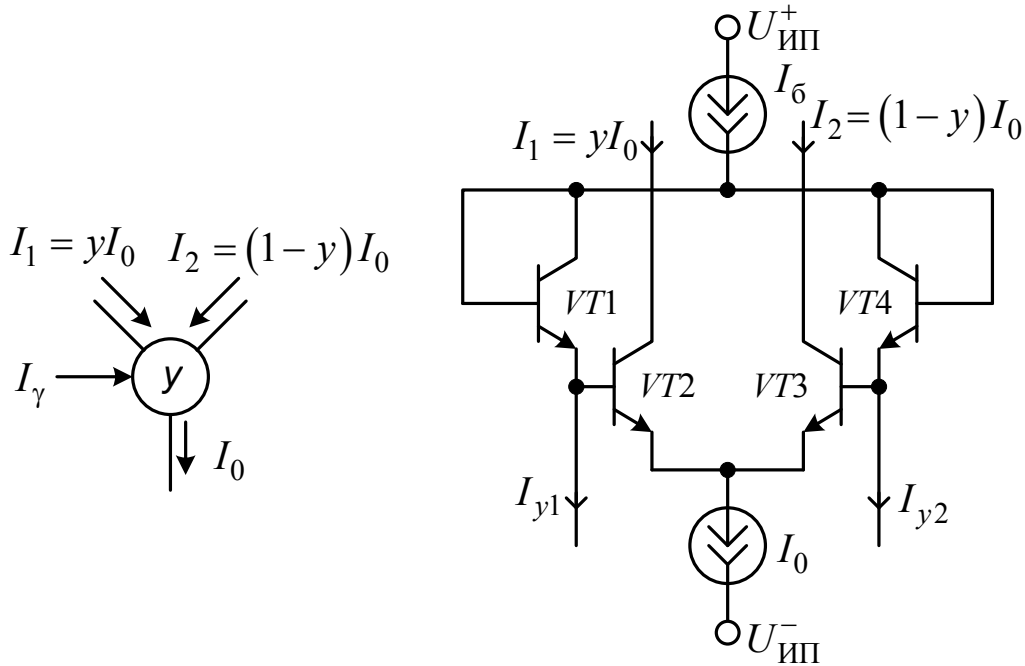 U⁺ИП
Iб
I₁ = yI₀
I₂ = (1 − y)I₀
I₁ = yI₀
I₂ = (1 − y)I₀
VT1
VT4
Iγ
y
VT2
VT3
I₀
Iy1
Iy2
I₀
U⁻ИП